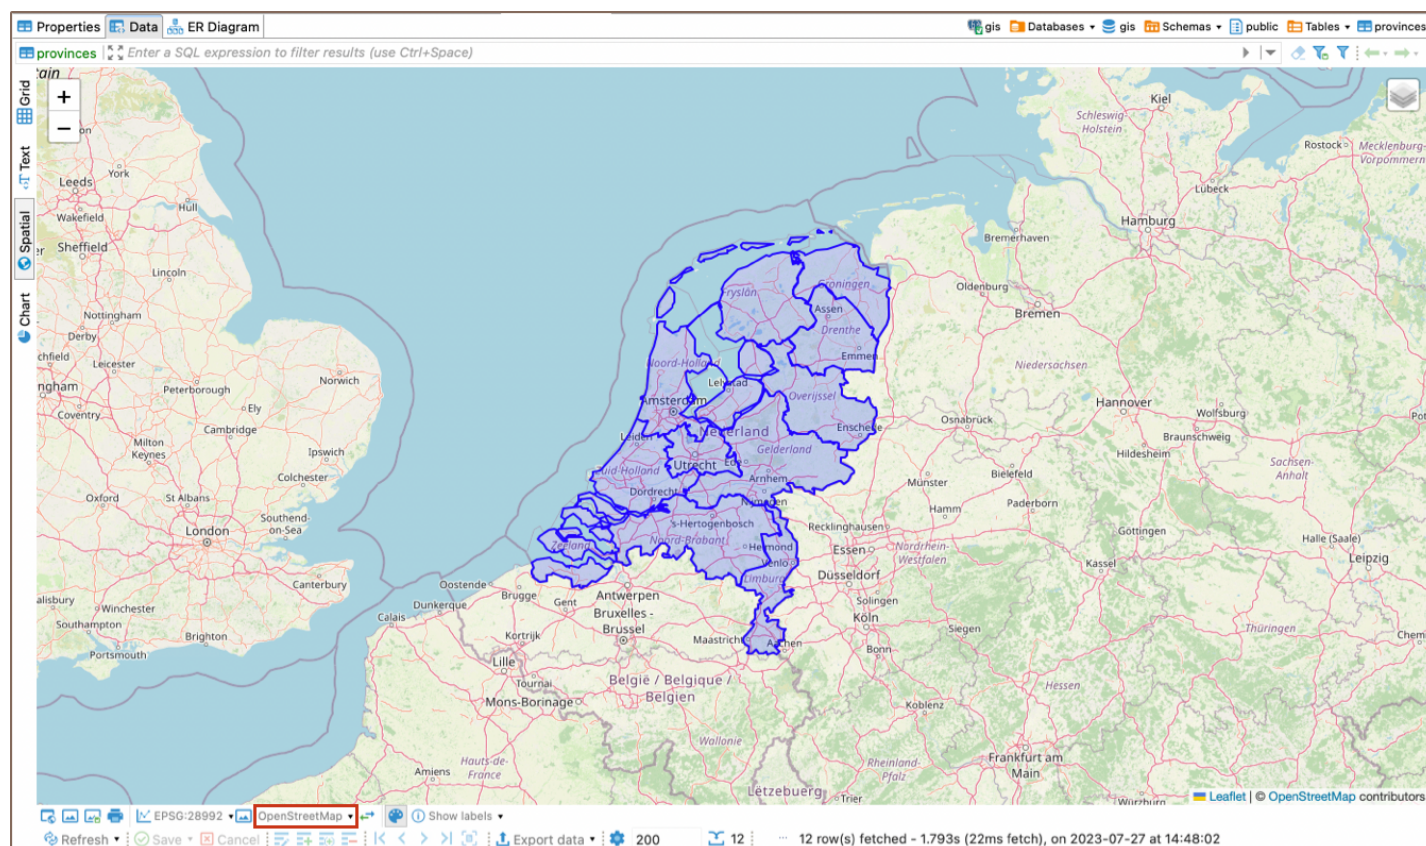 Properties Data ER Diagram gis Databases gis Schemas public Tables provinces
provinces Enter a SQL expression to filter results (use Ctrl+Space)
Grid
Text
Spatial
Chart
+
−
tain
Kiel
Schleswig-
Holstein
Rostock
Mecklenburg-
Vorpommern
York
Leeds
Lübeck
Hull
Wakefield
Hamburg
Sheffield
Bremerhaven
Lincoln
Groningen
Oldenburg
Fryslân
Nottingham
Assen
Bremen
Derby
Drenthe
Leicester
Emmen
Noord-Holland
Niedersachsen
Peterborough
Norwich
Lelystad
Overijssel
Ely
Amsterdam
Hannover
Coventry
Wolfsburg
Cambridge
Osnabrück
Enschede
Braunschweig
Milton
Keynes
Nederland
Leiden
Ipswich
Gelderland
Hildesheim
Utrecht
Ede
Sachsen-
Anhalt
Zuid-Holland
Colchester
Arnhem
Bielefeld
Münster
Oxford
St Albans
Dordrecht
Paderborn
Nijmegen
Hamm
Southend-
on-Sea
's-Hertogenbosch
Recklinghausen
London
Göttingen
Noord-Brabant
Halle (Saale)
Zeeland
Helmond
Essen
Nordrhein-
Westfalen
Leipzig
Venlo
Kassel
Canterbury
Oostende
Limburg
Düsseldorf
Brugge
Antwerpen
Gent
Dunkerque
Solingen
Winchester
Calais
Bruxelles -
Brussel
Köln
Southampton
Siegen
Thüringen
Brighton
Kortrijk
Maastricht
Aachen
Portsmouth
Bonn
Lille
Tournai
België / Belgique /
Belgien
Hessen
Mons-Borinage
Koblenz
Wallonie
Hauts-de-
France
Rheinland-
Pfalz
Frankfurt am
Main
Amiens
Lëtzebuerg
Trier
Würzburg
Leaflet | © OpenStreetMap contributors
EPSG:28992 OpenStreetMap Show labels
Refresh Save Cancel Export data 200 12 12 row(s) fetched - 1.793s (22ms fetch), on 2023-07-27 at 14:48:02